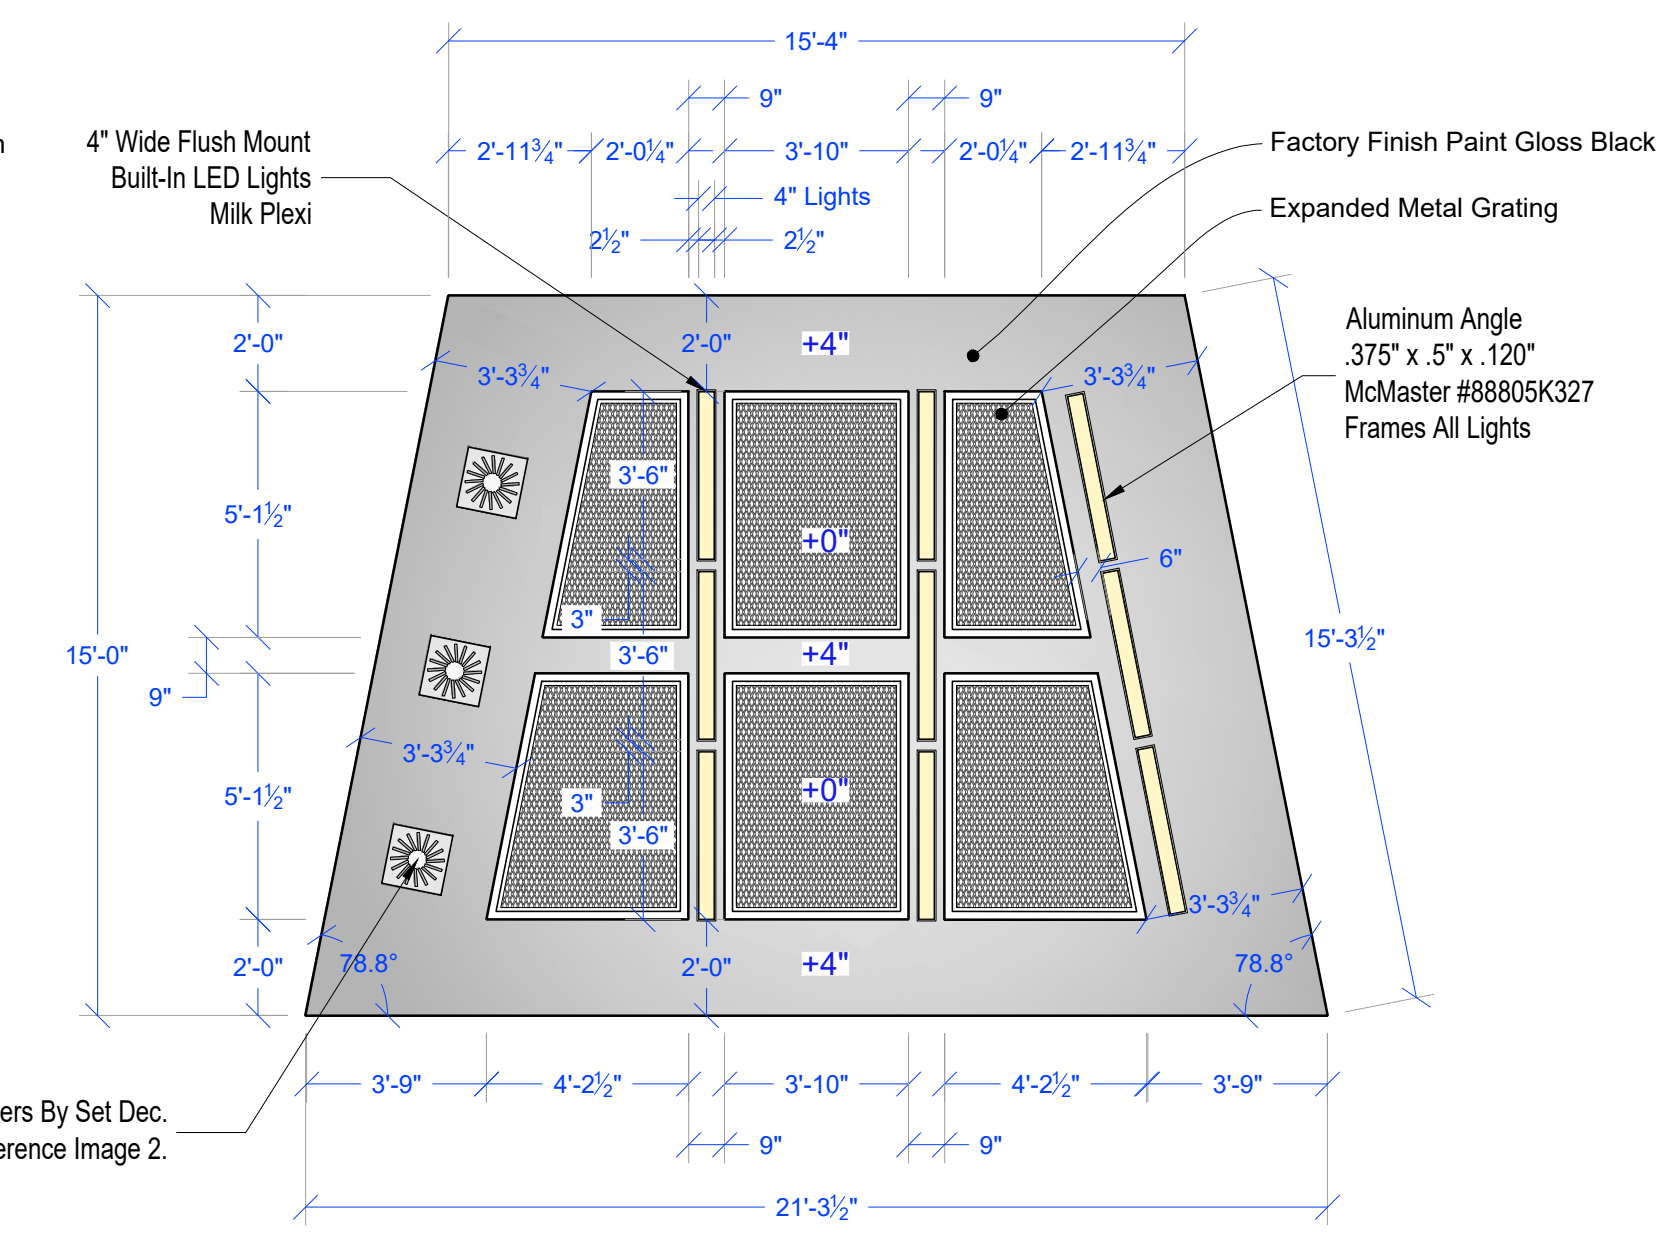 15'-4"
9" 9"
2'-11¾" 2'-0¼" 3'-10" 2'-0¼" 2'-11¾"
4" Lights
2½" 2½"
4" Wide Flush Mount
Built-In LED Lights
Milk Plexi
Factory Finish Paint Gloss Black
Expanded Metal Grating
Aluminum Angle
.375" x .5" x .120"
McMaster #88805K327
Frames All Lights
2'-0" 2'-0" +4"
3'-3¾" 3'-3¾"
3'-6"
5'-1½" +0"
6"
3"
15'-0" 3'-6" +4" 15'-3½"
9"
3'-3¾"
5'-1½" 3" +0"
3'-6"
3'-3¾"
2'-0" 78.8° 2'-0" +4" 78.8°
3'-9" 4'-2½" 3'-10" 4'-2½" 3'-9"
ers By Set Dec.
erence Image 2.
9" 9"
21'-3½"